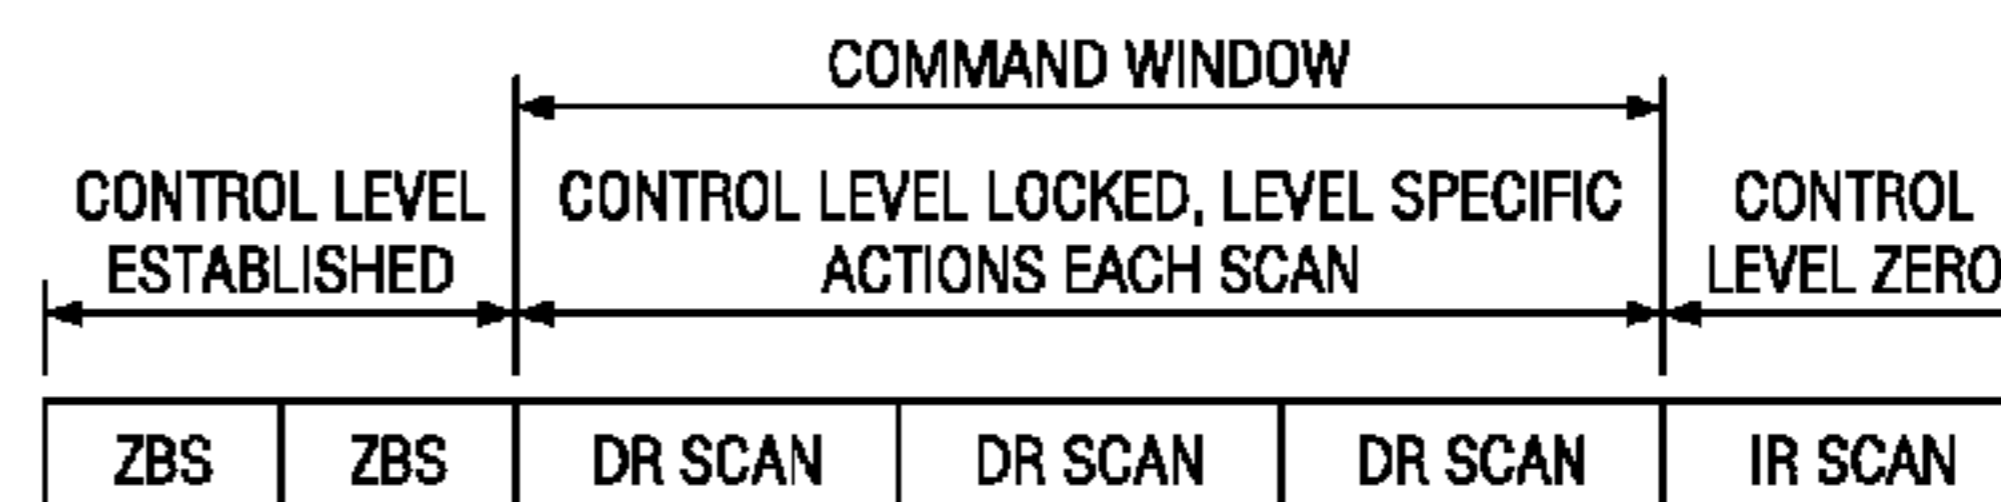 COMMAND WINDOW
CONTROL LEVEL
ESTABLISHED
CONTROL LEVEL LOCKED, LEVEL SPECIFIC
ACTIONS EACH SCAN
CONTROL
LEVEL ZERO
ZBS ZBS DR SCAN DR SCAN DR SCAN IR SCAN